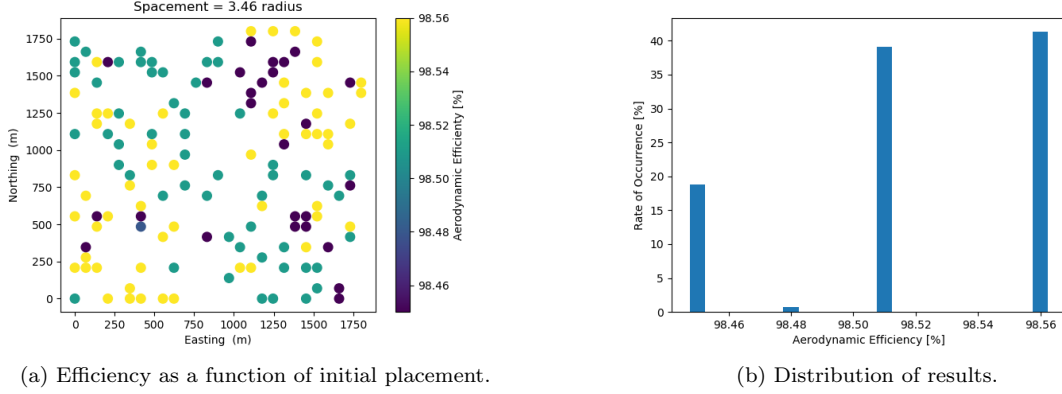 Spacement = 3.46 radius
1750
1500
1250
1000
750
500
250
0
Northing (m)
0 250 500 750 1000 1250 1500 1750
Easting (m)
98.56
98.54
98.52
98.50
98.48
98.46
Aerodynamic Efficienty [%]
40
35
30
25
20
15
10
5
0
Rate of Occurrence [%]
98.46 98.48 98.50 98.52 98.54 98.56
Aerodynamic Efficiency [%]
(a) Efficiency as a function of initial placement.
(b) Distribution of results.